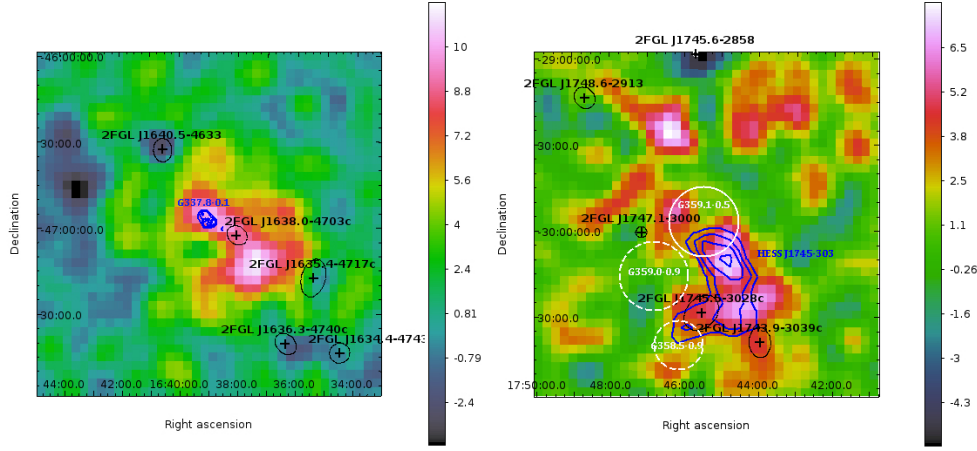 -46:00:00.0
30:00.0
-47:00:00.0
30:00.0
44:00.0
42:00.0
16:40:00.0
38:00.0
36:00.0
34:00.0
Declination
Right ascension
2FGL J1640.5-4633
G337.8-0.1
2FGL J1638.0-4703c
2FGL J1635.4-4717c
2FGL J1636.3-4740c
2FGL J1634.4-4743
10
8.8
7.2
5.6
4
2.4
0.81
-0.79
-2.4
2FGL J1745.6-2858
-29:00:00.0
2FGL J1748.6-2913
30:00.0
G359.1-0.5
2FGL J1747.1-3000
-30:00:00.0
HESS J1745-303
G359.0-0.9
2FGL J1745.5-3028c
30:00.0
G358.5-0.9
17:50:00.0
48:00.0
46:00.0
44:00.0
42:00.0
Declination
Right ascension
6.5
5.2
3.8
2.5
1.1
-0.26
-1.6
-2.9
-4.3